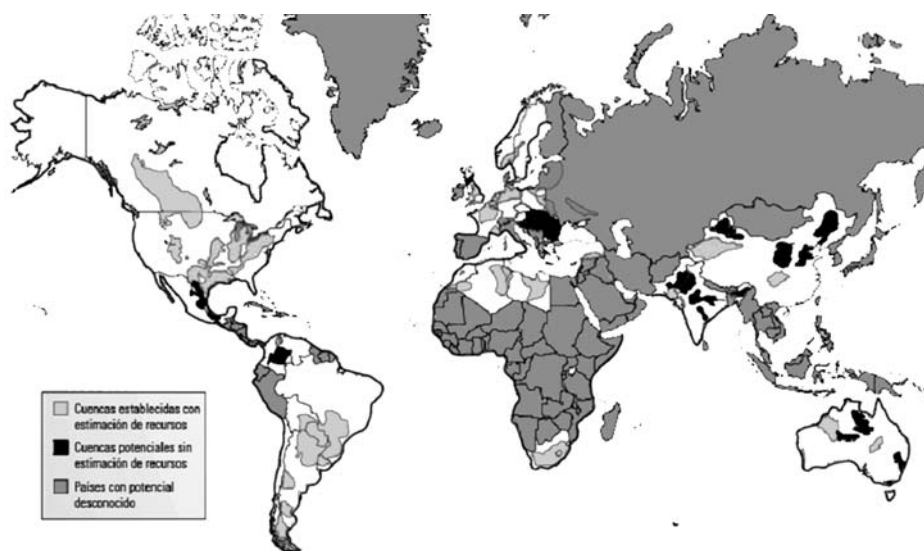 Cuencas establecidas con
estimación de recursos
Cuencas potenciales sin
estimación de recursos
Países con potencial
desconocido